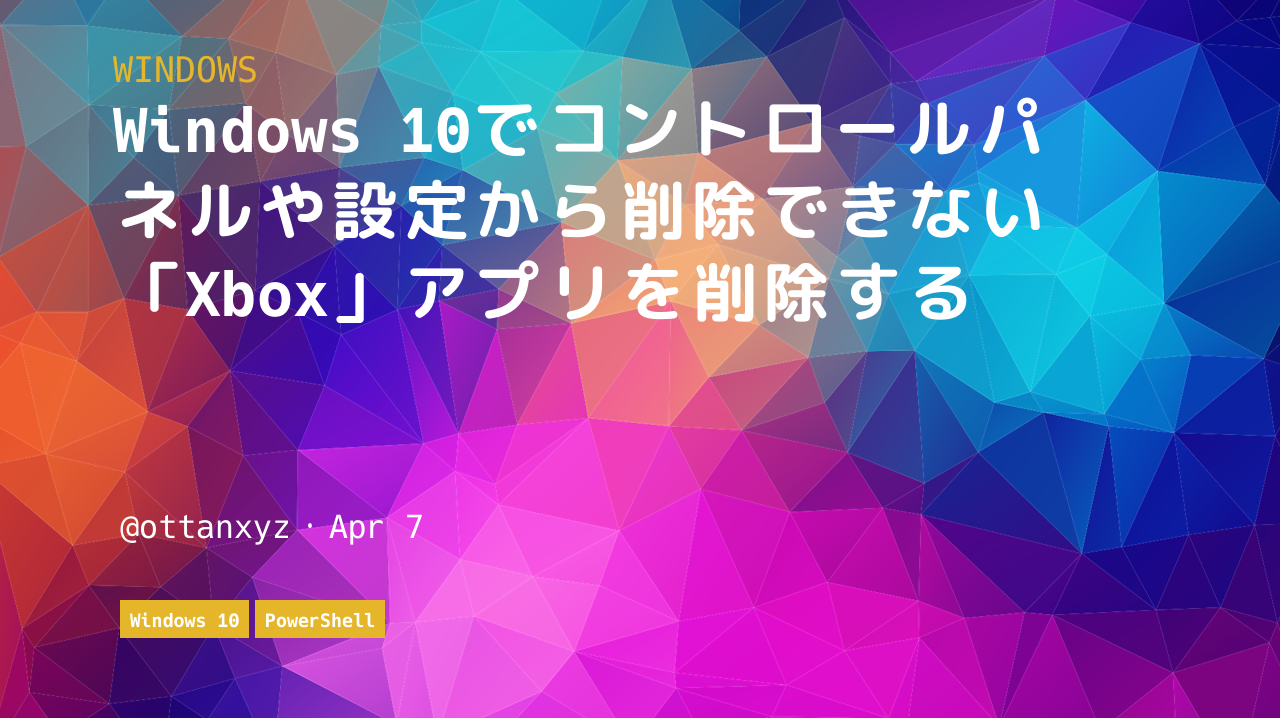 WINDOWS
Windows 10でコントロールパ
ネルや設定から削除できない
「Xbox」アプリを削除する
@ottanxyz · Apr 7
Windows 10 PowerShell